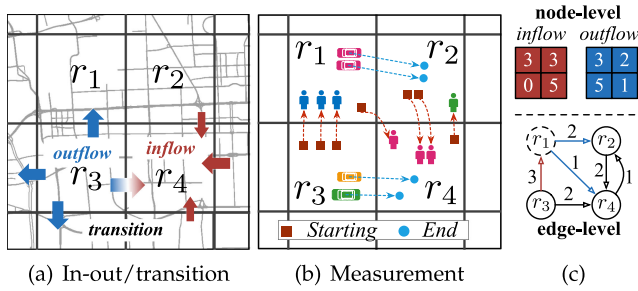 r1 r2
outflow inflow
r3 r4
transition
(a) In-out/transition
r1 r2
r3 r4
Starting End
(b) Measurement
node-level
inflow outflow
3 3 3 2
0 5 5 1
r1 2 r2
3 1 2 1
r3 2 r4
edge-level
(c)